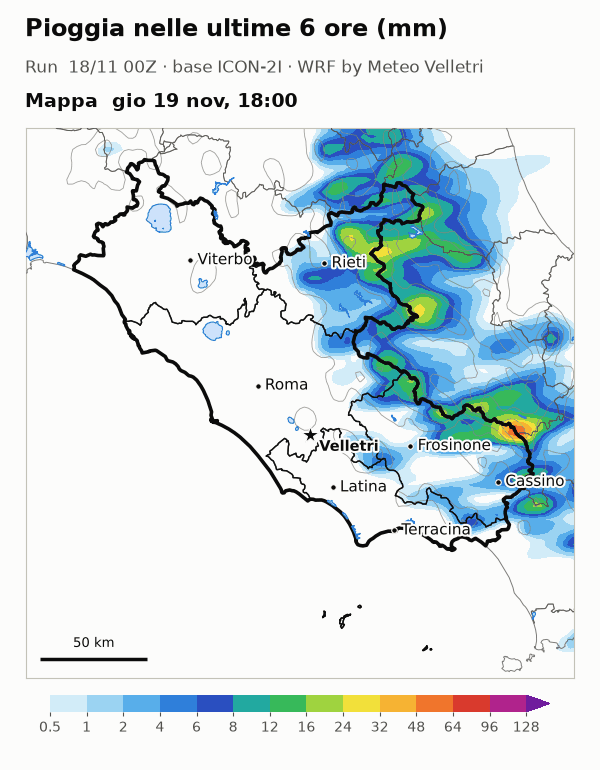 Pioggia nelle ultime 6 ore (mm)
Run  18/11 00Z · base ICON-2I · WRF by Meteo Velletri
Mappa  gio 19 nov, 18:00
Viterbo
Rieti
Roma
Velletri
Frosinone
Cassino
Latina
Terracina
50 km
0.5 1 2 4 6 8 12 16 24 32 48 64 96 128